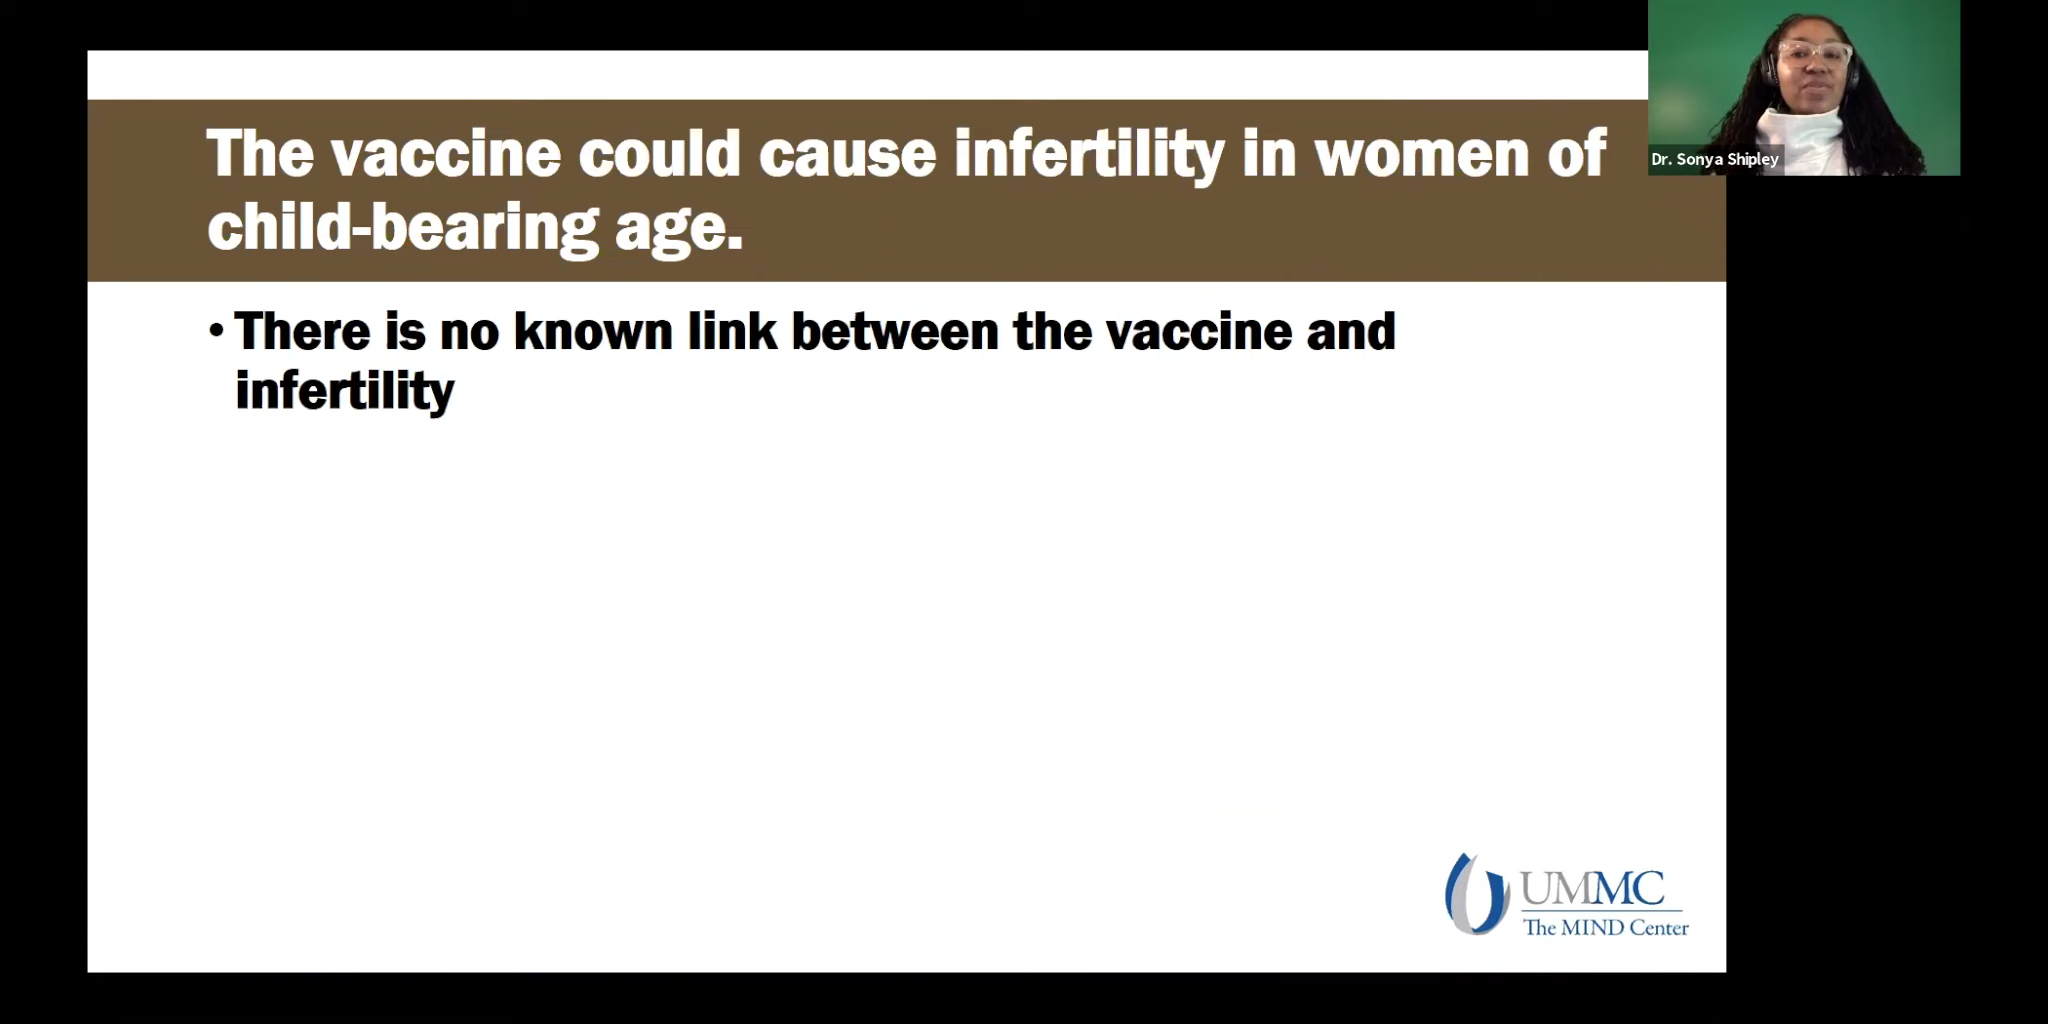 The vaccine could cause infertility in women of
child-bearing age.
Dr. Sonya Shipley
• There is no known link between the vaccine and
infertility
UMMC
The MIND Center